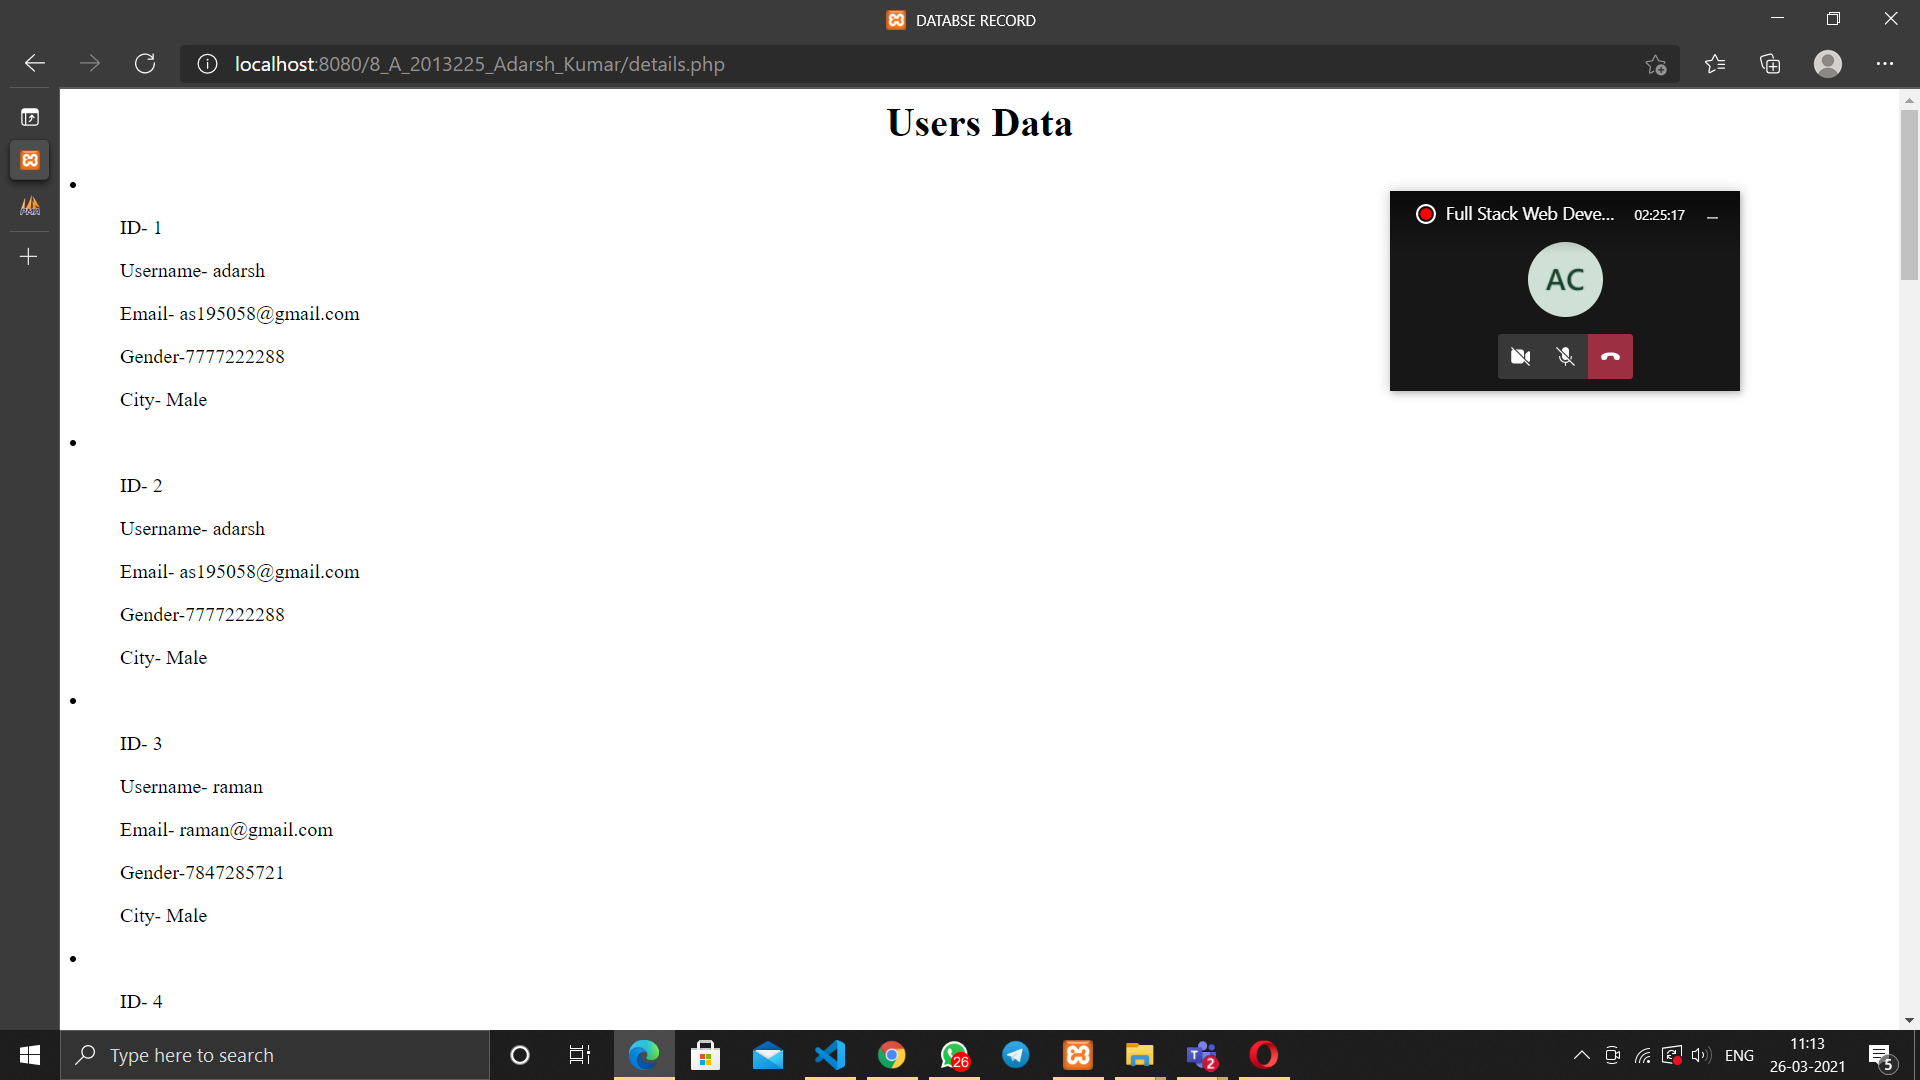 DATABSE RECORD
localhost:8080/8_A_2013225_Adarsh_Kumar/details.php
Users Data
ID- 1
Username- adarsh
Email- as195058@gmail.com
Gender-7777222288
City- Male
ID- 2
Username- adarsh
Email- as195058@gmail.com
Gender-7777222288
City- Male
ID- 3
Username- raman
Email- raman@gmail.com
Gender-7847285721
City- Male
ID- 4
Full Stack Web Deve... 02:25:17
AC
PMA
Type here to search
26
2
ENG
11:13
26-03-2021
5